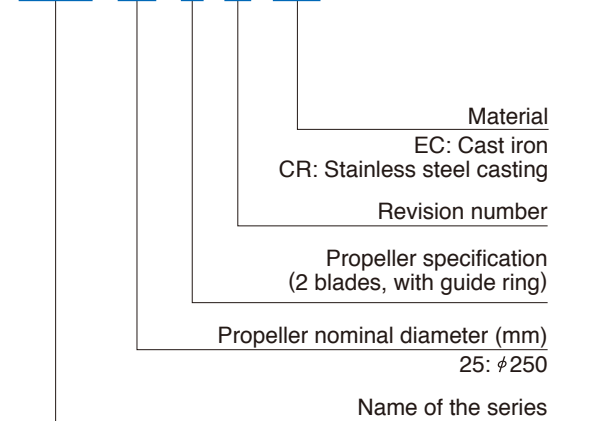 Material
EC: Cast iron
CR: Stainless steel casting
Revision number
Propeller specification
(2 blades, with guide ring)
Propeller nominal diameter (mm)
25: φ250
Name of the series